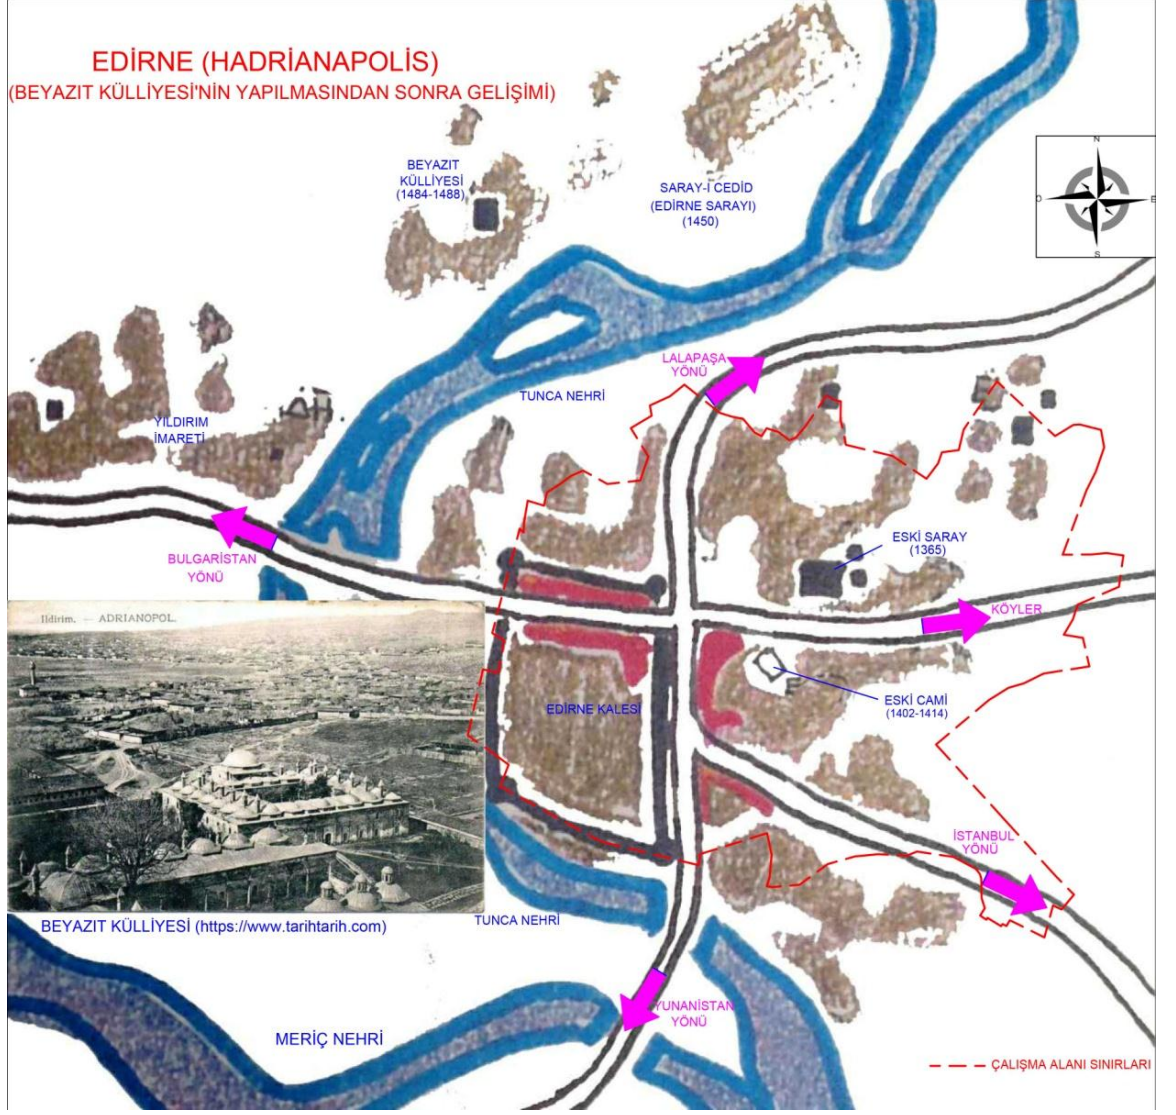 EDİRNE (HADRİANAPOLİS)
(BEYAZIT KÜLLİYESİ'NİN YAPILMASINDAN SONRA GELİŞİMİ)
BEYAZIT
KÜLLİYESİ
(1484-1488)
SARAY-I CEDİD
(EDİRNE SARAYI)
(1450)
N
O
E
S
LALAPAŞA
YÖNÜ
TUNCA NEHRİ
YILDIRIM
İMARETİ
BULGARİSTAN
YÖNÜ
ESKİ SARAY
(1365)
KÖYLER
Ildirim. — ADRIANOPOL.
EDİRNE KALESİ
ESKİ CAMİ
(1402-1414)
İSTANBUL
YÖNÜ
TUNCA NEHRİ
BEYAZIT KÜLLİYESİ (https://www.tarihtarih.com)
YUNANİSTAN
YÖNÜ
MERİÇ NEHRİ
ÇALIŞMA ALANI SINIRLARI